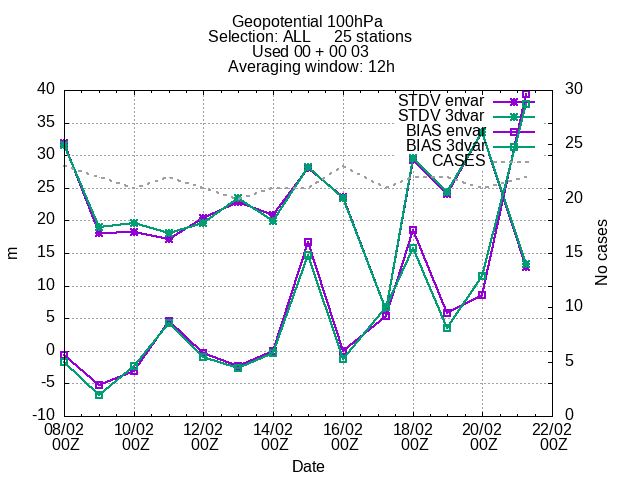 Geopotential 100hPa
Selection: ALL 25 stations
Used 00 + 00 03
Averaging window: 12h
40
35
30
25
20
15
10
5
0
-5
-10
m
30
25
20
15
10
5
0
No cases
STDV envar
STDV 3dvar
BIAS envar
BIAS 3dvar
CASES
08/02 10/02 12/02 14/02 16/02 18/02 20/02 22/02
00Z 00Z 00Z 00Z 00Z 00Z 00Z 00Z
Date